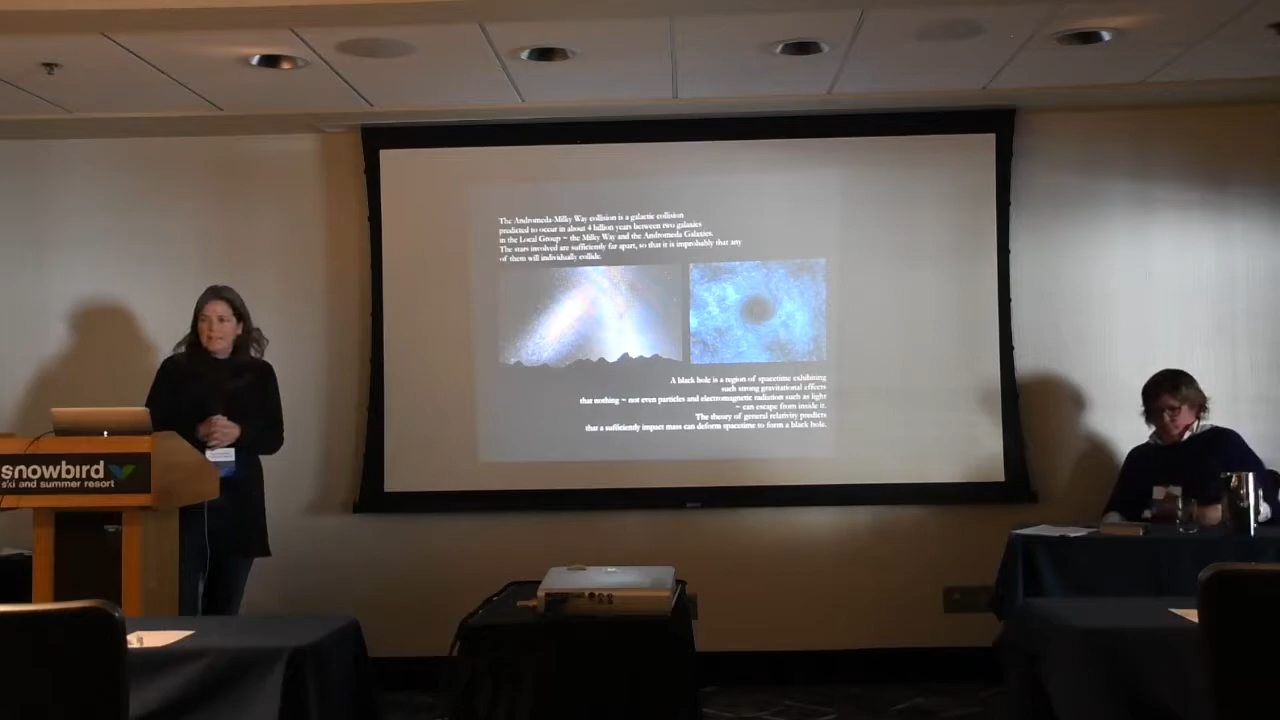 The Andromeda-Milky Way collision is a galactic collision
predicted to occur in about 4 billion years between two galaxies
in the Local Group ~ the Milky Way and the Andromeda Galaxies.
The stars involved are sufficiently far apart, so that it is improbably that any
of them will individually collide.
A black hole is a region of spacetime exhibiting
such strong gravitational effects
that nothing ~ not even particles and electromagnetic radiation such as light
~ can escape from inside it.
The theory of general relativity predicts
that a sufficiently impact mass can deform spacetime to form a black hole.
snowbird
ski and summer resort